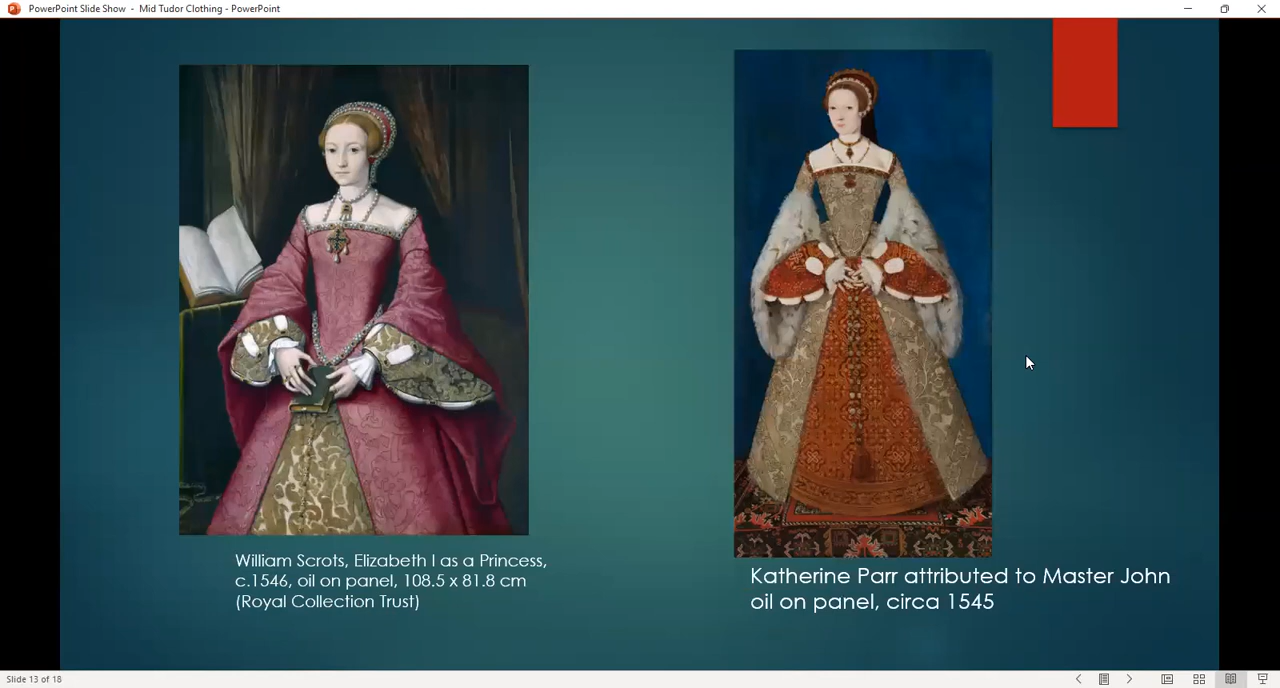 PowerPoint Slide Show - Mid Tudor Clothing - PowerPoint
William Scrots, Elizabeth I as a Princess,
c.1546, oil on panel, 108.5 x 81.8 cm
(Royal Collection Trust)
Katherine Parr attributed to Master John
oil on panel, circa 1545
Slide 13 of 18